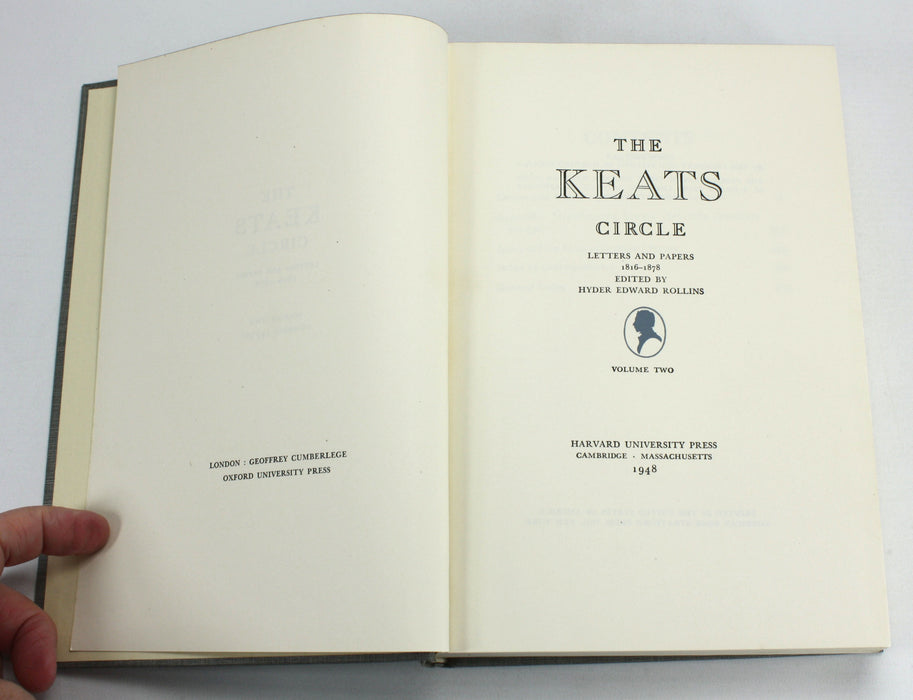 LONDON : GEOFFREY CUMBERLEGE
OXFORD UNIVERSITY PRESS
THE
KEATS
CIRCLE
LETTERS AND PAPERS
1816–1878
EDITED BY
HYDER EDWARD ROLLINS
VOLUME TWO
HARVARD UNIVERSITY PRESS
CAMBRIDGE · MASSACHUSETTS
1948